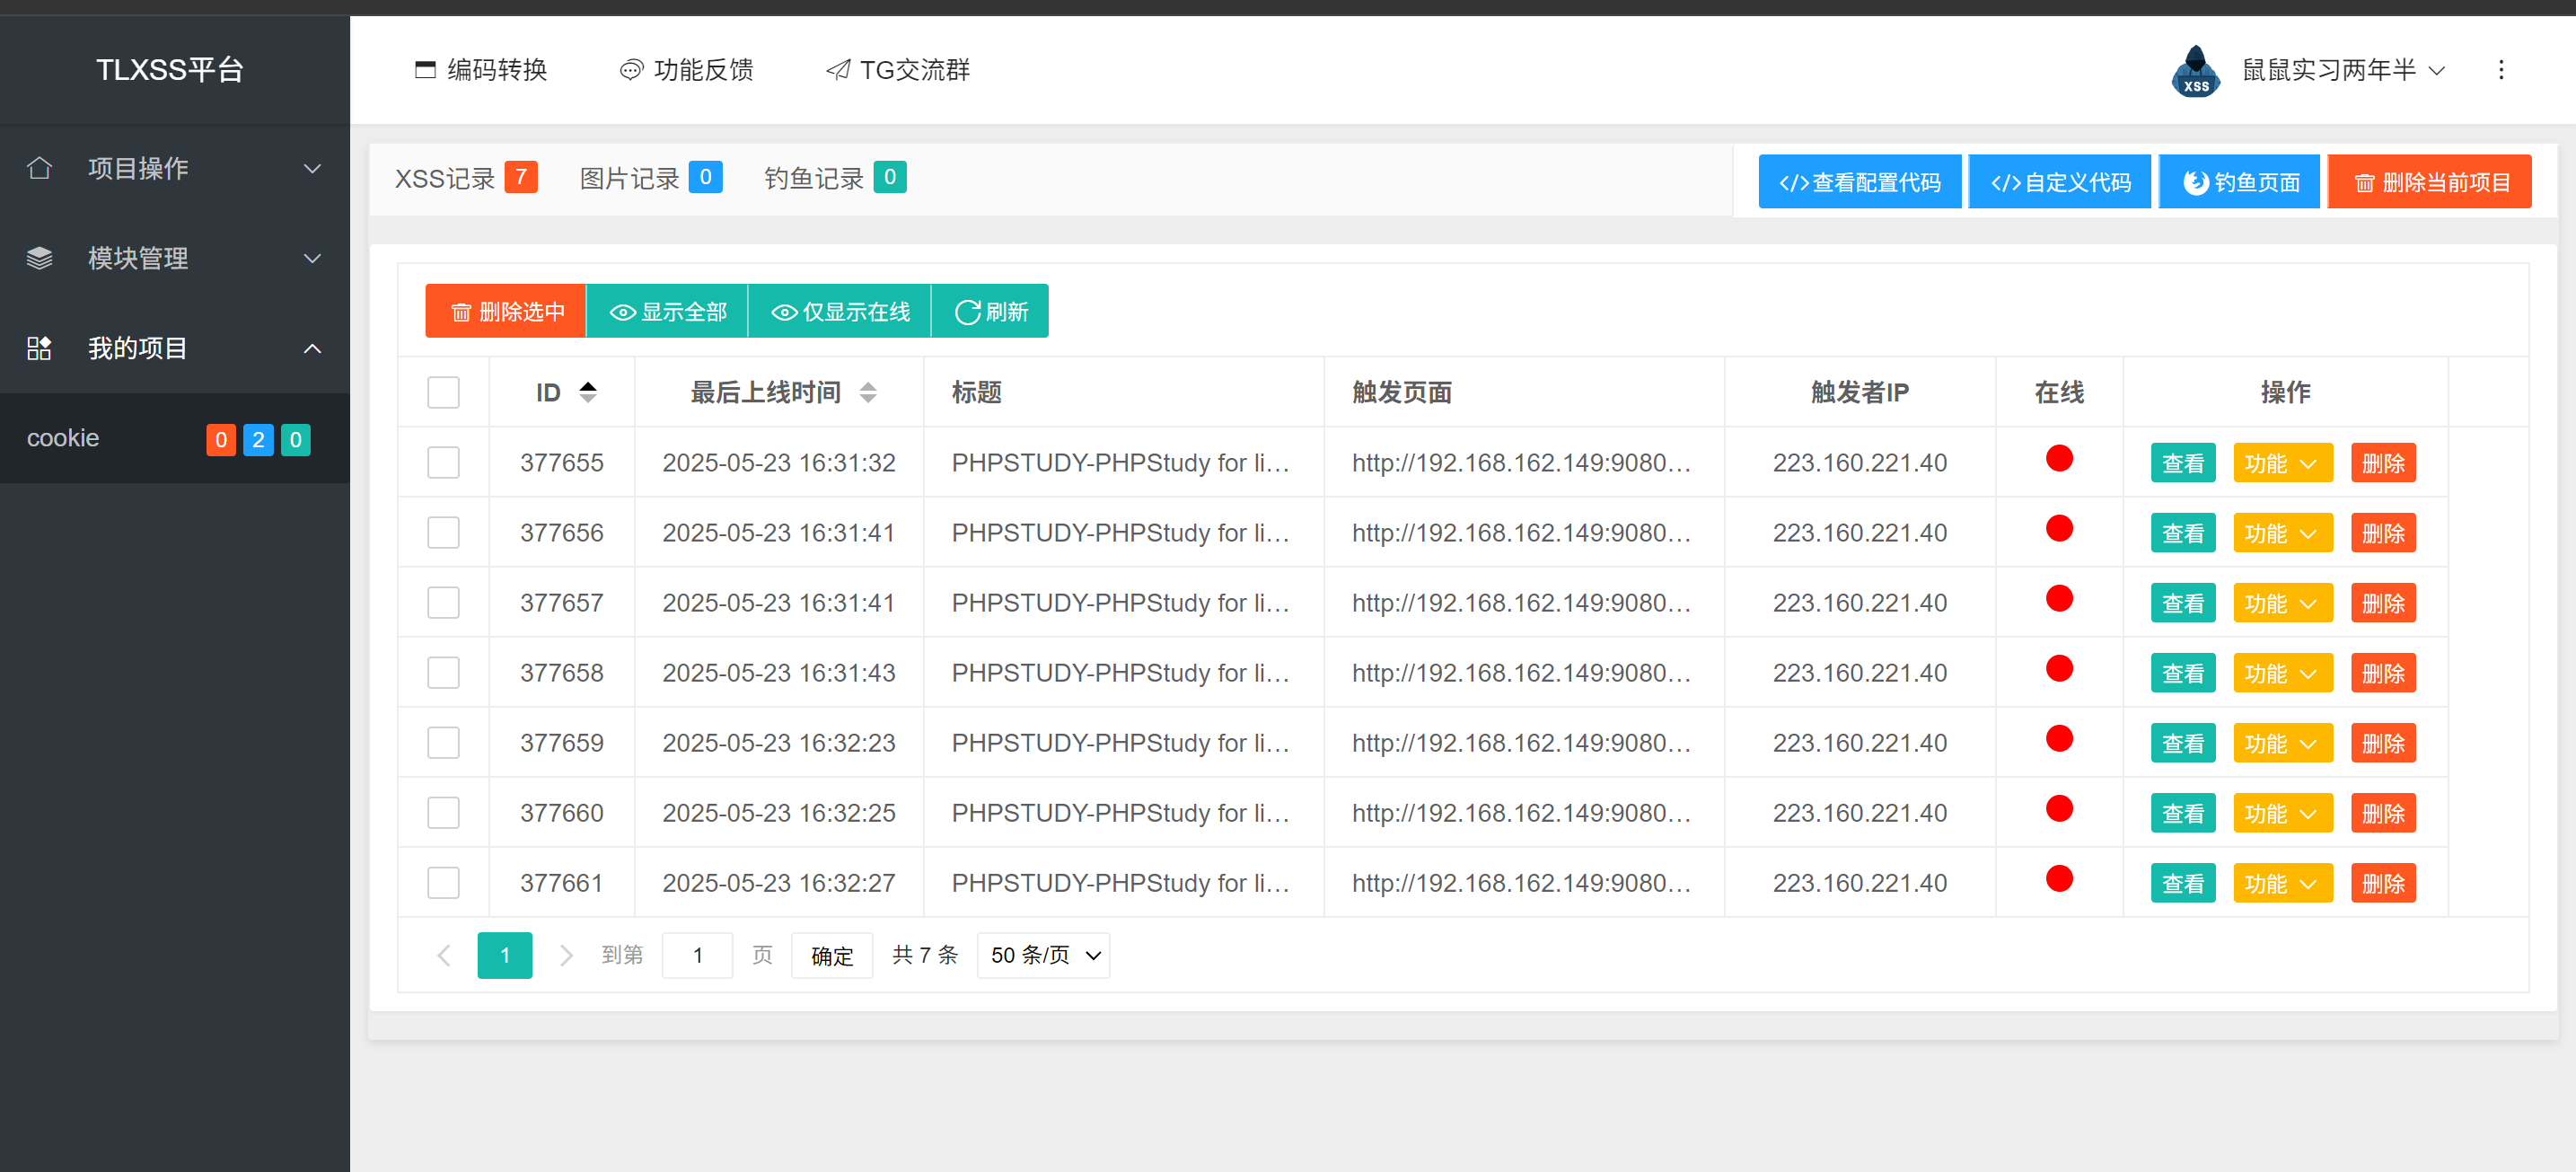 TLXSS平台
编码转换 功能反馈 TG交流群
XSS
鼠鼠实习两年半
项目操作
模块管理
我的项目
cookie 0 2 0
XSS记录 7 图片记录 0 钓鱼记录 0
</>查看配置代码 </>自定义代码 钓鱼页面 删除当前项目
删除选中 显示全部 仅显示在线 刷新
ID 最后上线时间 标题 触发页面 触发者IP 在线 操作
377655 2025-05-23 16:31:32 PHPSTUDY-PHPStudy for li... http://192.168.162.149:9080... 223.160.221.40 查看 功能 删除
377656 2025-05-23 16:31:41 PHPSTUDY-PHPStudy for li... http://192.168.162.149:9080... 223.160.221.40 查看 功能 删除
377657 2025-05-23 16:31:41 PHPSTUDY-PHPStudy for li... http://192.168.162.149:9080... 223.160.221.40 查看 功能 删除
377658 2025-05-23 16:31:43 PHPSTUDY-PHPStudy for li... http://192.168.162.149:9080... 223.160.221.40 查看 功能 删除
377659 2025-05-23 16:32:23 PHPSTUDY-PHPStudy for li... http://192.168.162.149:9080... 223.160.221.40 查看 功能 删除
377660 2025-05-23 16:32:25 PHPSTUDY-PHPStudy for li... http://192.168.162.149:9080... 223.160.221.40 查看 功能 删除
377661 2025-05-23 16:32:27 PHPSTUDY-PHPStudy for li... http://192.168.162.149:9080... 223.160.221.40 查看 功能 删除
1 到第 1 页 确定 共 7 条 50 条/页